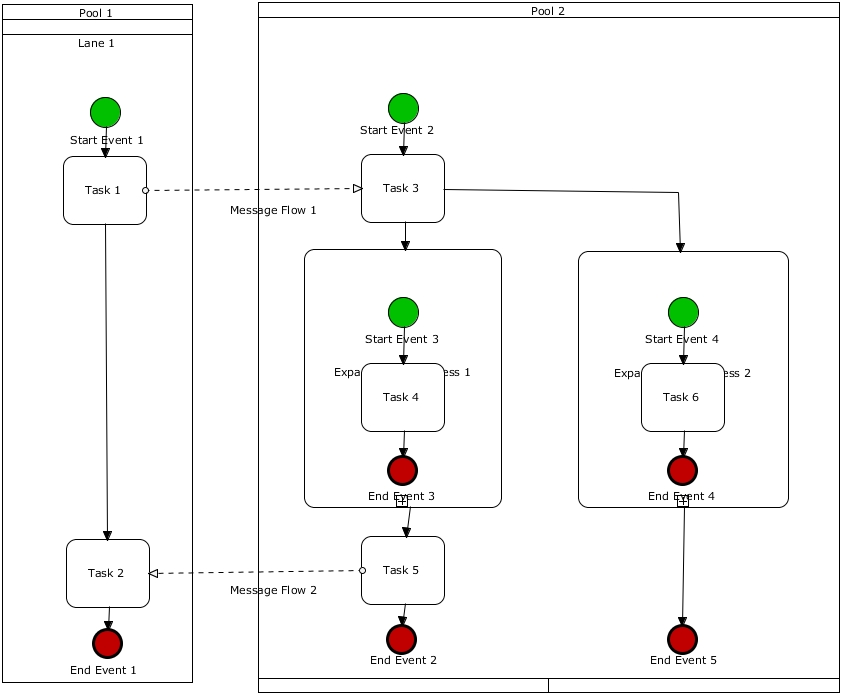 Pool 1
Lane 1
Start Event 1
Task 1
Message Flow 1
Task 2
End Event 1
Pool 2
Start Event 2
Task 3
Start Event 3
Expa ess 1
Task 4
End Event 3
Start Event 4
Expa ess 2
Task 6
End Event 4
Message Flow 2
Task 5
End Event 2
End Event 5